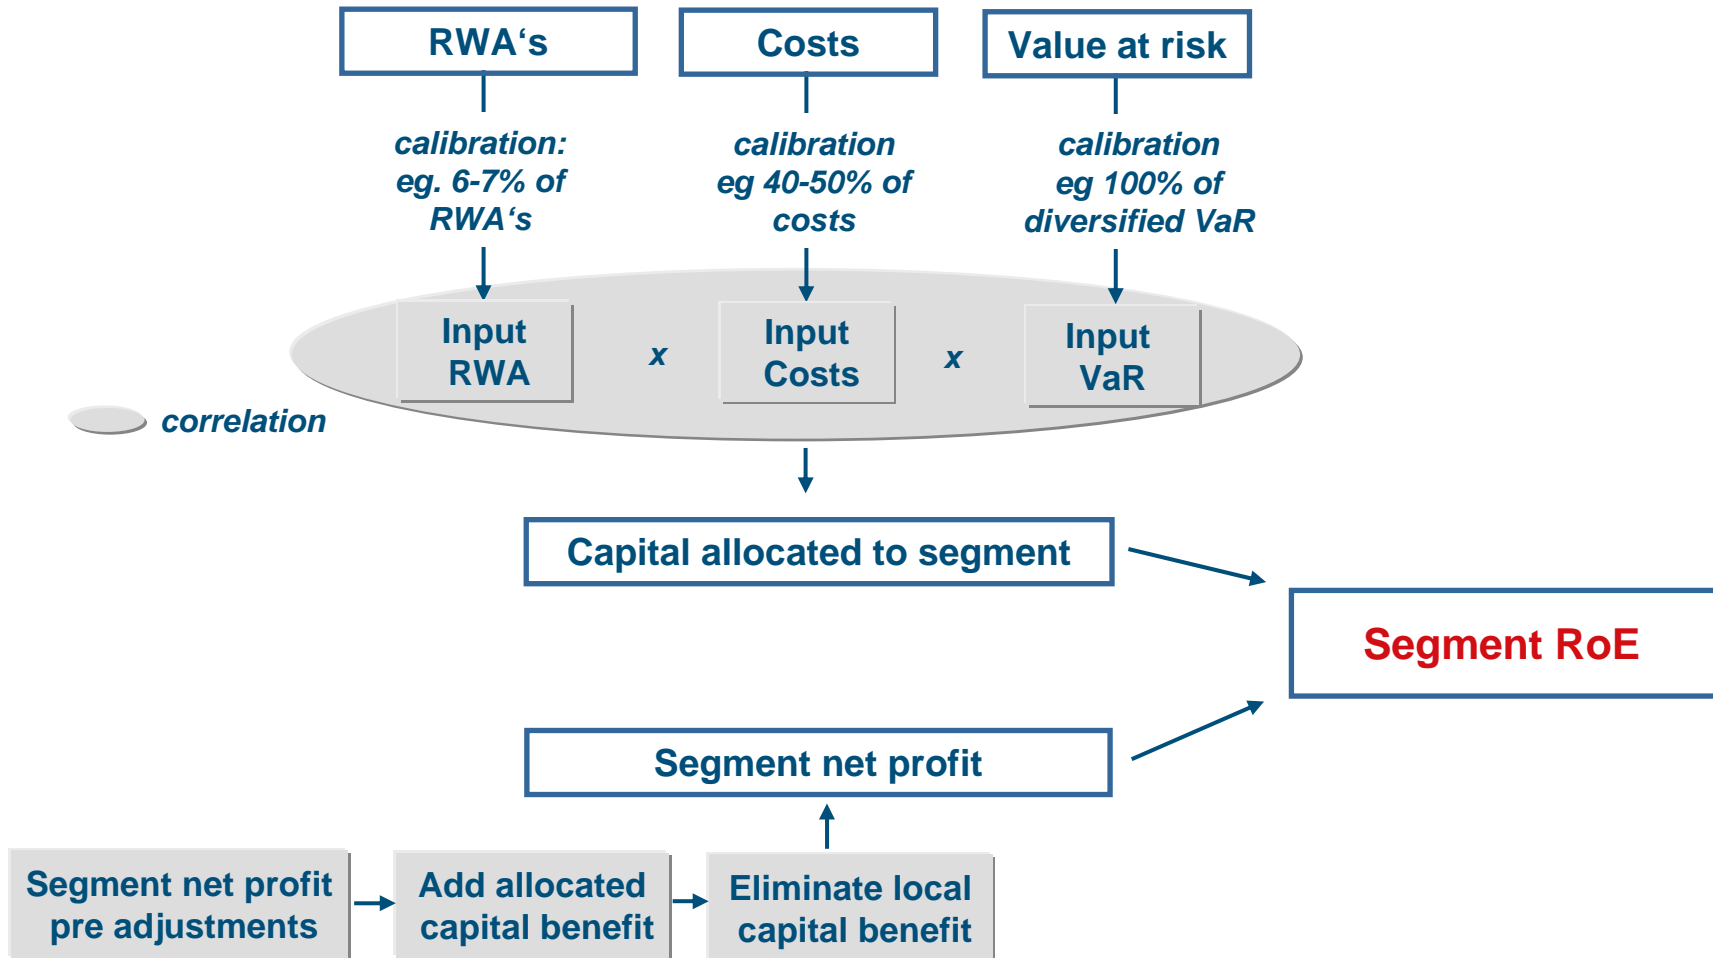 RWA‘s
Costs
Value at risk
calibration:
eg. 6-7% of
RWA‘s
calibration
eg 40-50% of
costs
calibration
eg 100% of
diversified VaR
Input
RWA
x
Input
Costs
x
Input
VaR
correlation
Capital allocated to segment
Segment RoE
Segment net profit
Segment net profit
pre adjustments
Add allocated
capital benefit
Eliminate local
capital benefit